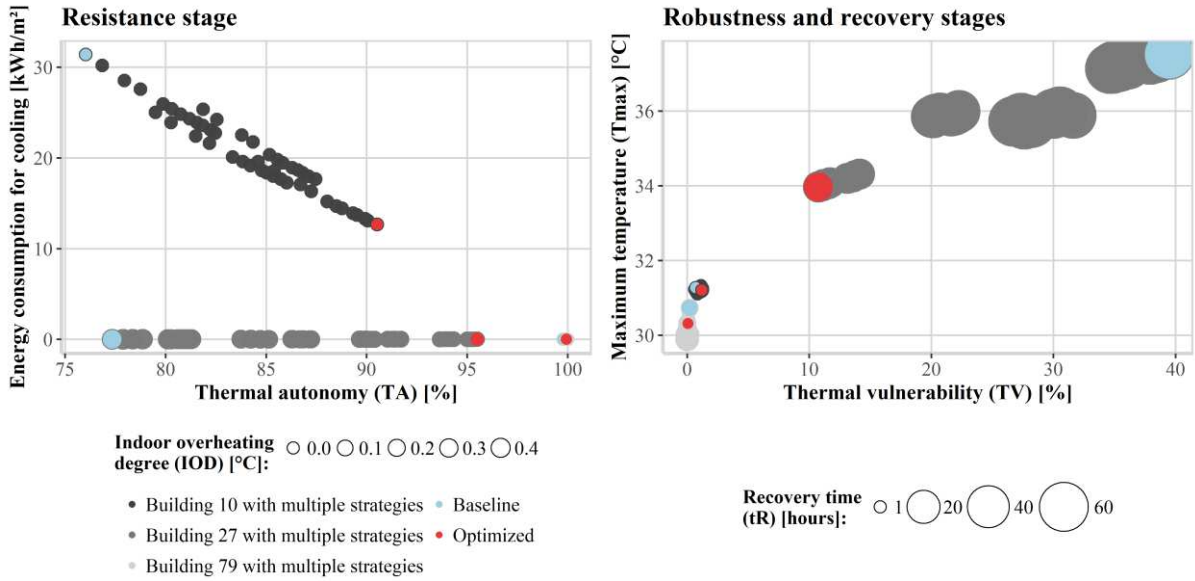 Resistance stage
Energy consumption for cooling [kWh/m²]
30
20
10
0
75
80
85
90
95
100
Thermal autonomy (TA) [%]
Robustness and recovery stages
Maximum temperature (Tmax) [°C]
36
34
32
30
0
10
20
30
40
Thermal vulnerability (TV) [%]
Indoor overheating
degree (IOD) [°C]:
0.0 0.1 0.2 0.3 0.4
Building 10 with multiple strategies
Baseline
Building 27 with multiple strategies
Optimized
Building 79 with multiple strategies
Recovery time
(tR) [hours]:
1 20 40 60